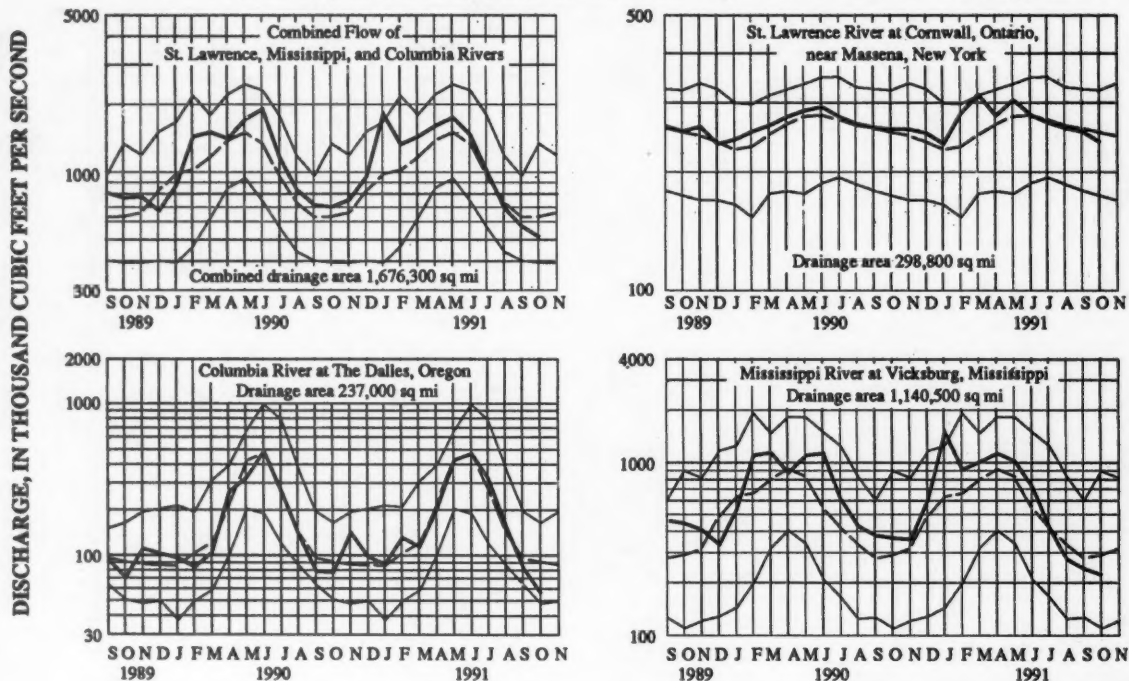 DISCHARGE, IN THOUSAND CUBIC FEET PER SECOND
5000
1000
300
Combined Flow of
St. Lawrence, Mississippi, and Columbia Rivers
Combined drainage area 1,676,300 sq mi
S O N D J F M A M J J A S O N D J F M A M J J A S O N
1989 1990 1991
500
100
St. Lawrence River at Cornwall, Ontario,
near Massena, New York
Drainage area 298,800 sq mi
S O N D J F M A M J J A S O N D J F M A M J J A S O N
1989 1990 1991
2000
1000
100
30
Columbia River at The Dalles, Oregon
Drainage area 237,000 sq mi
S O N D J F M A M J J A S O N D J F M A M J J A S O N
1989 1990 1991
4000
1000
100
Mississippi River at Vicksburg, Mississippi
Drainage area 1,140,500 sq mi
S O N D J F M A M J J A S O N D J F M A M J J A S O N
1989 1990 1991